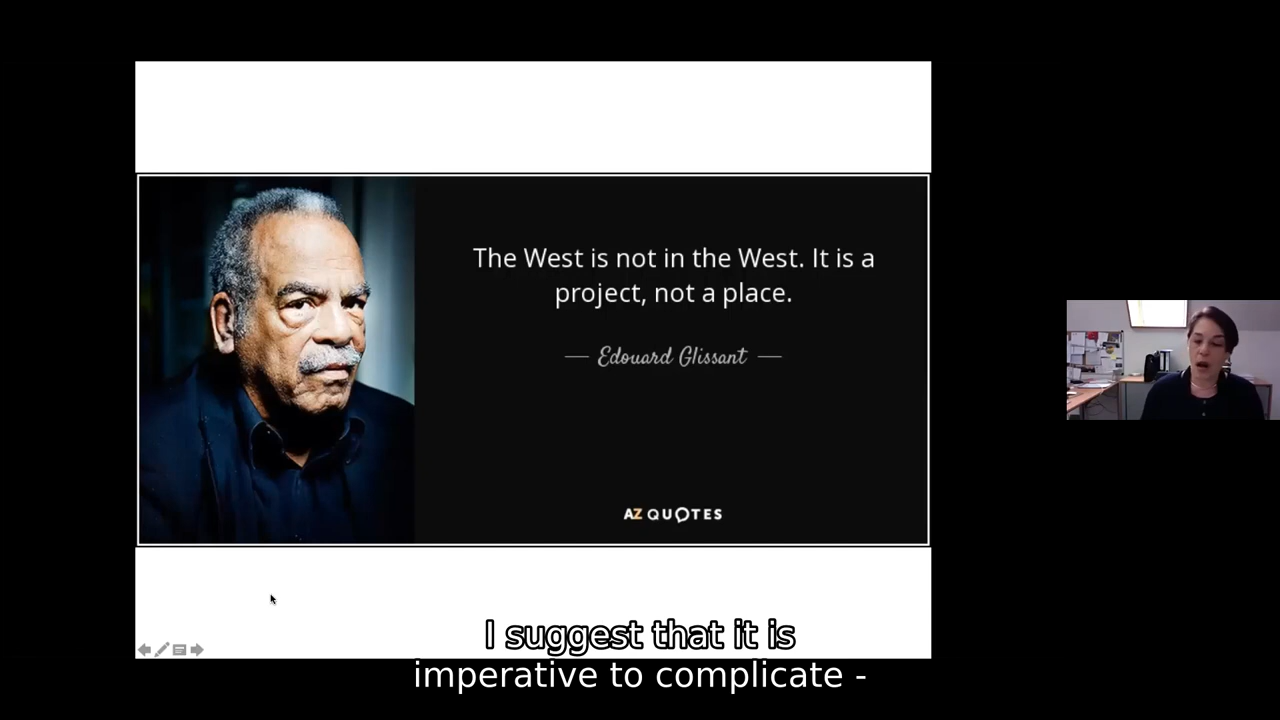 The West is not in the West. It is a
project, not a place.
— Edouard Glissant —
AZ QUOTES
I suggest that it is
imperative to complicate -